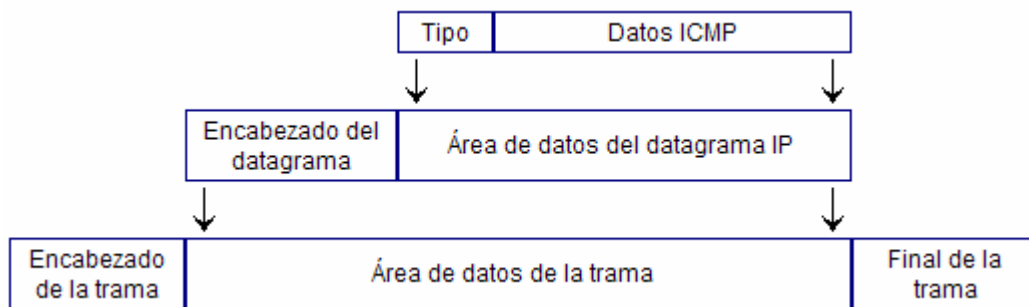 Tipo
Datos ICMP
Encabezado del
datagrama
Área de datos del datagrama IP
Encabezado
de la trama
Área de datos de la trama
Final de la
trama